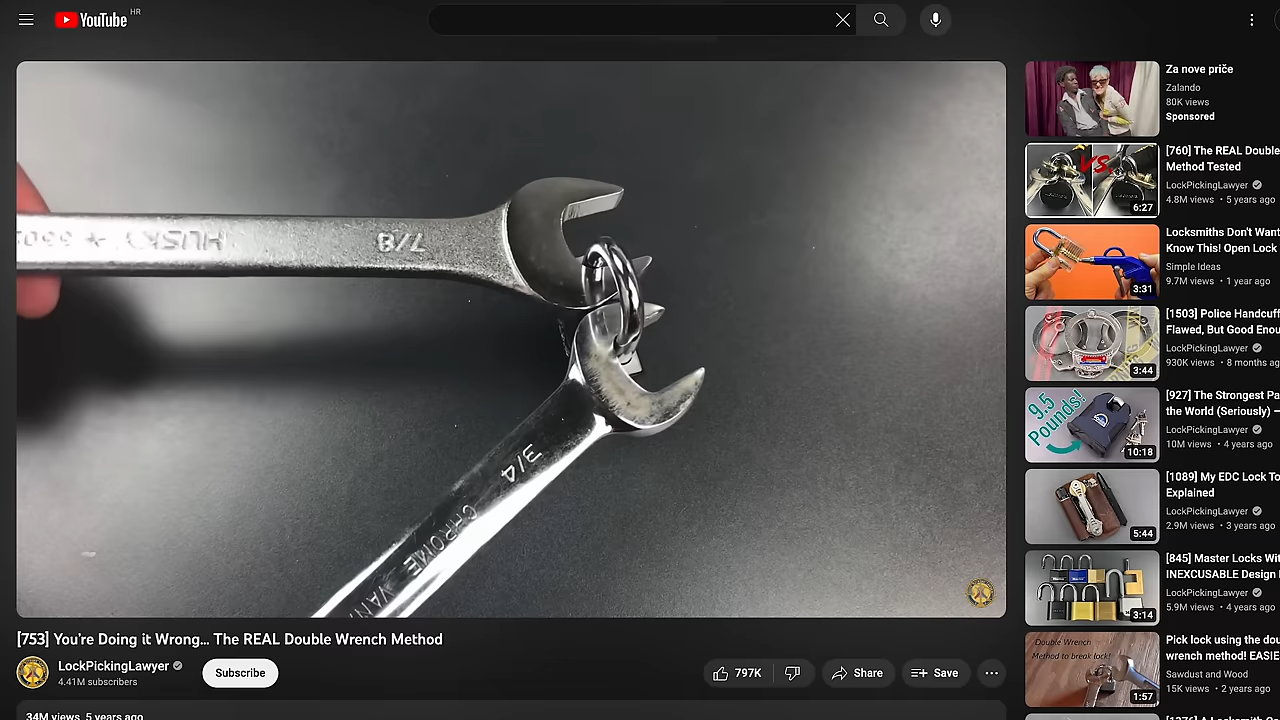 YouTube HR
HUSKY
7/8
3/4
CHROME VAN
[753] You're Doing it Wrong... The REAL Double Wrench Method
LockPickingLawyer
4.41M subscribers
Subscribe
797K
Share
Save
34M views 5 years ago
Za nove priče
Zalando
80K views
Sponsored
VS.
6:27
[760] The REAL Double
Method Tested
LockPickingLawyer
4.8M views • 5 years ago
3:31
Locksmiths Don't Want
Know This! Open Lock
Simple Ideas
9.7M views • 1 year ago
3:44
[1503] Police Handcuff
Flawed, But Good Enou
LockPickingLawyer
930K views • 8 months ag
9.5
Pounds!
10:18
[927] The Strongest Pa
the World (Seriously)
LockPickingLawyer
10M views • 4 years ago
5:44
[1089] My EDC Lock To
Explained
LockPickingLawyer
2.9M views • 3 years ago
3:14
[845] Master Locks Wit
INEXCUSABLE Design
LockPickingLawyer
5.9M views • 4 years ago
Double Wrench
Method to break lock!
1:57
Pick lock using the dou
wrench method! EASIE
Sawdust and Wood
15K views • 2 years ago